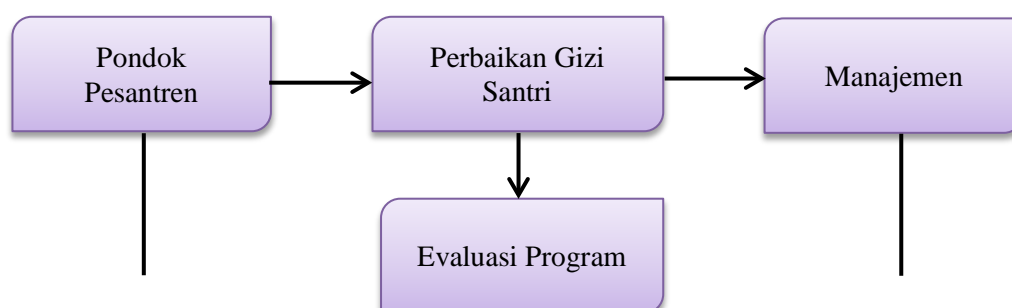 Pondok
Pesantren
Perbaikan Gizi
Santri
Manajemen
Evaluasi Program